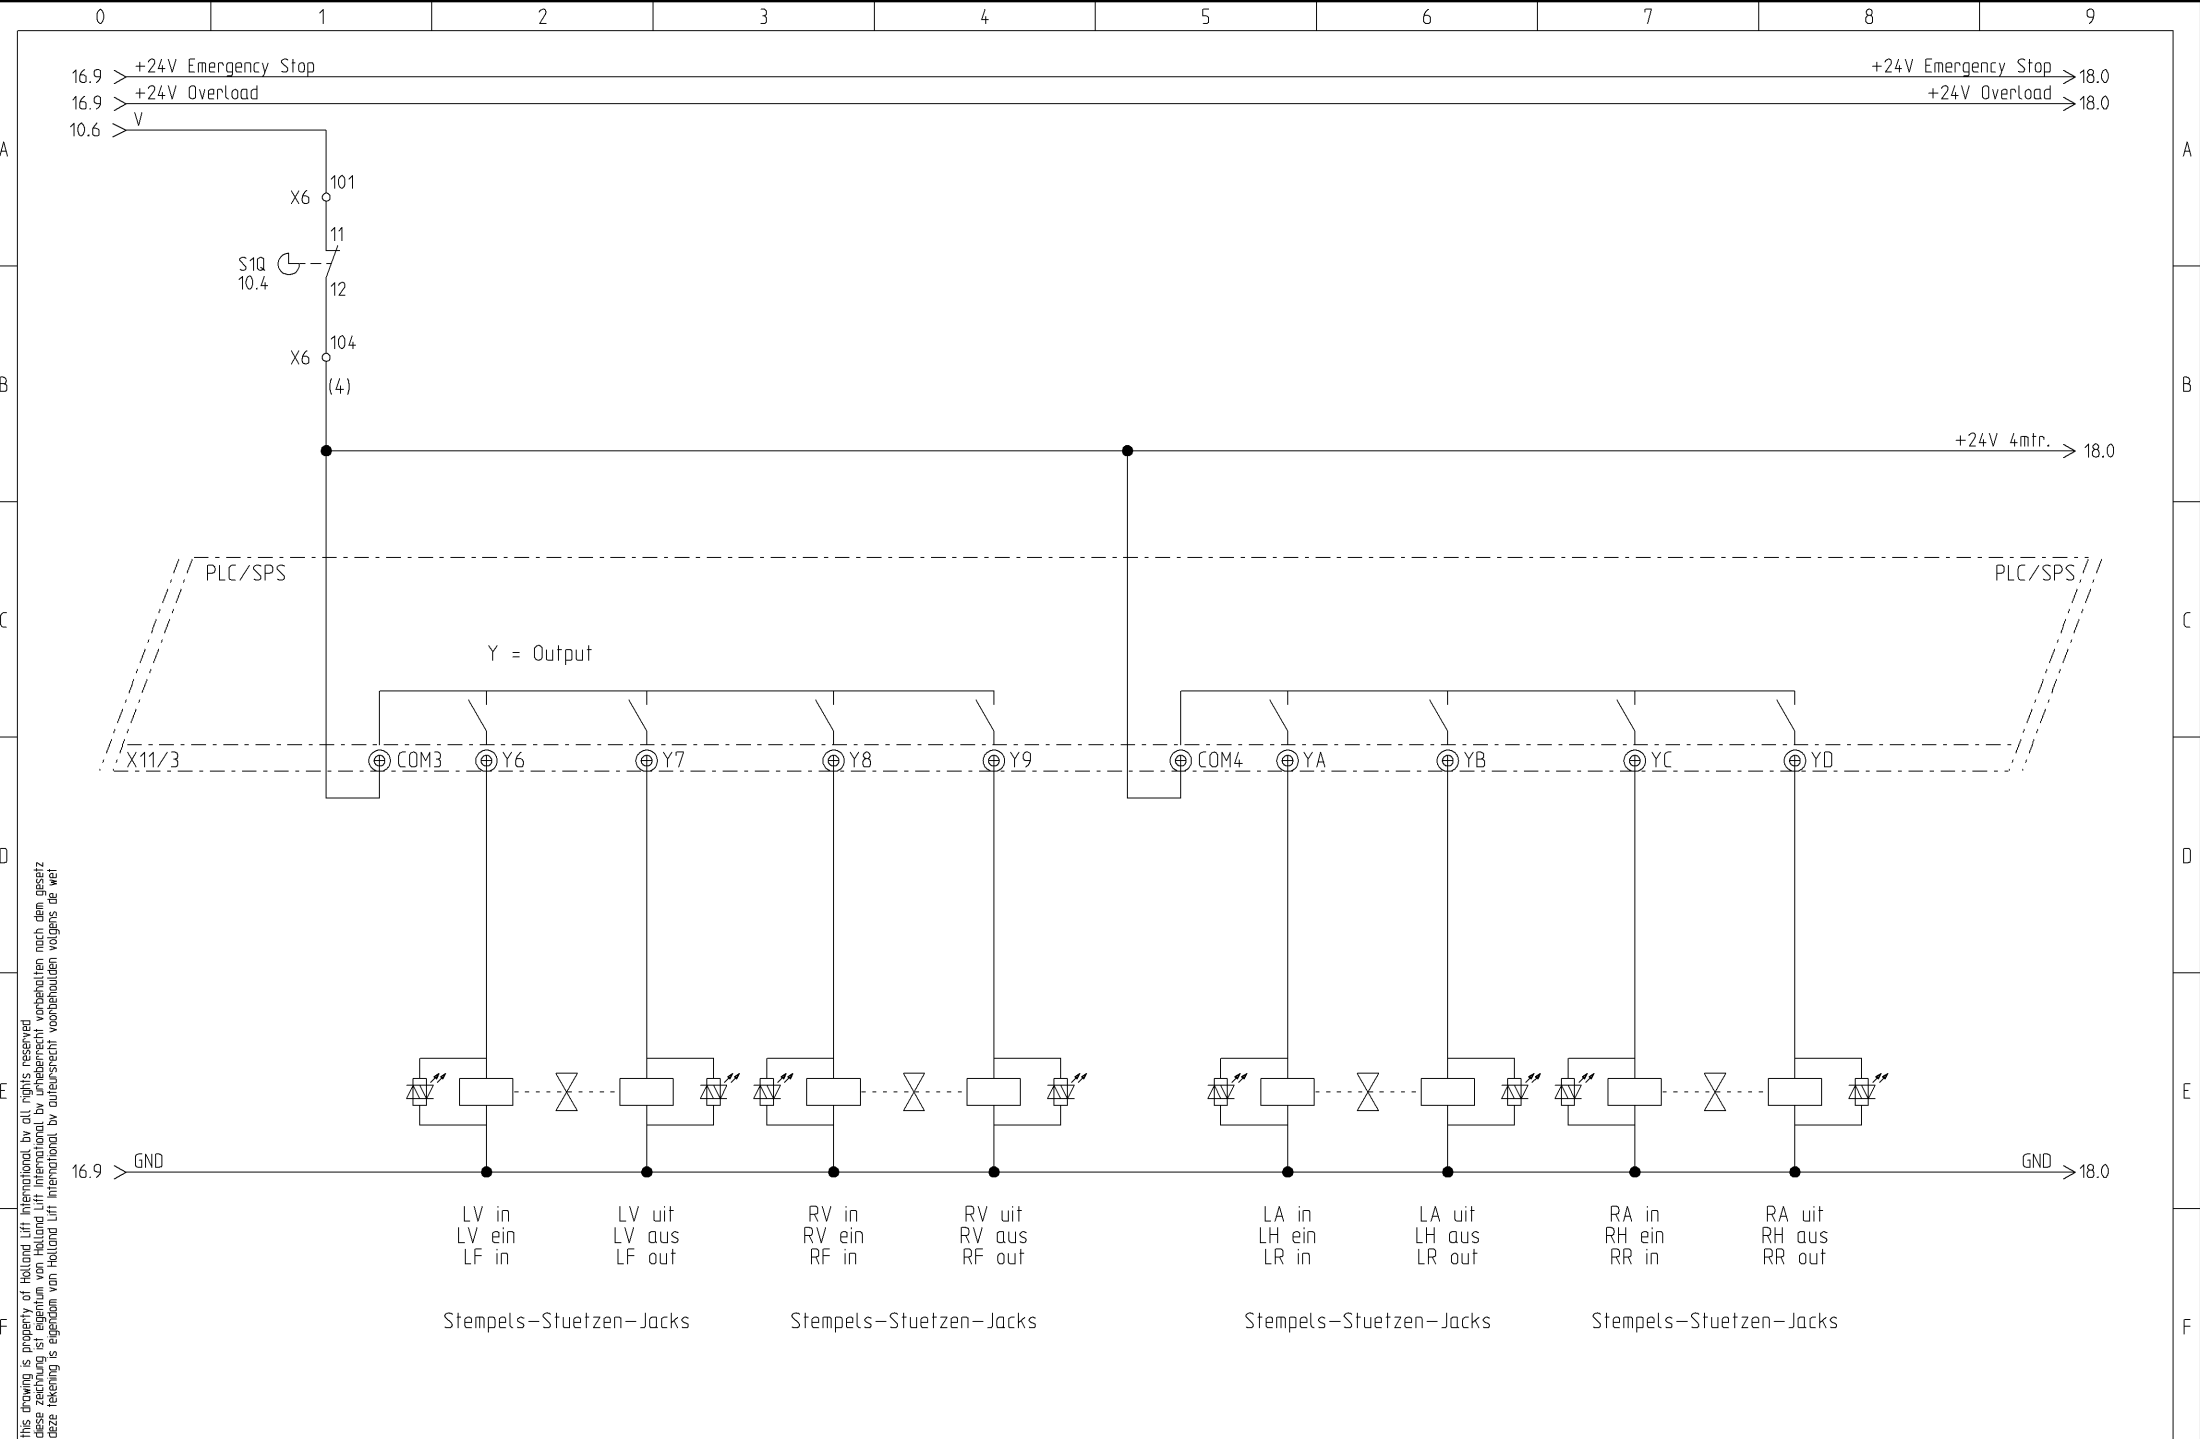 0 1 2 3 4 5 6 7 8 9
16.9 +24V Emergency Stop +24V Emergency Stop 18.0
16.9 +24V Overload +24V Overload 18.0
10.6 V
A A
101
X6
11
S1Q
10.4
12
104
X6
(4)
B B
+24V 4mtr. 18.0
PLC/SPS PLC/SPS
C C
Y = Output
X11/3 COM3 Y6 Y7 Y8 Y9 COM4 YA YB YC YD
D D
E E
16.9 GND GND 18.0
LV in LV uit RV in RV uit LA in LA uit RA in RA uit
LV ein LV aus RV ein RV aus LH ein LH aus RH ein RH aus
LF in LF out RF in RF out LR in LR out RR in RR out
Stempels-Stuetzen-Jacks Stempels-Stuetzen-Jacks Stempels-Stuetzen-Jacks Stempels-Stuetzen-Jacks
F F
this drawing is property of Holland Lift International bv all rights reserved
diese zeichnung ist eigentum von Holland Lift International bv urheberrecht vorbehalten nach dem gesetz
deze tekening is eigendom van Holland Lift International bv auteursrecht voorbehouden volgens de wet